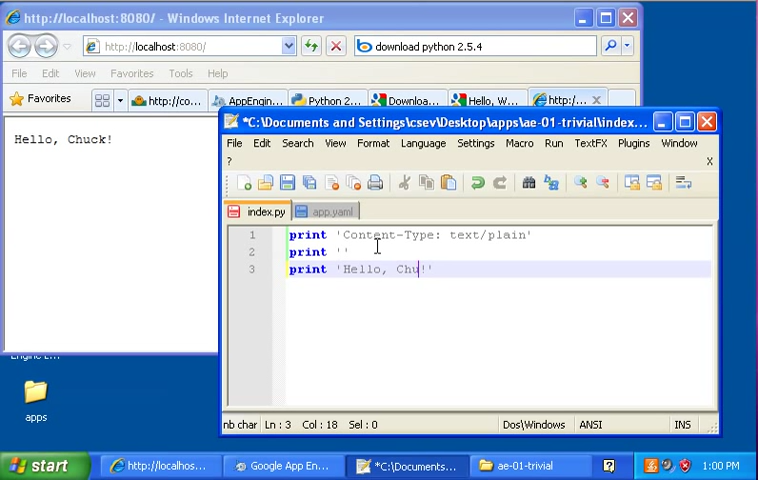 http://localhost:8080/ - Windows Internet Explorer
http://localhost:8080/
download python 2.5.4
File Edit View Favorites Tools Help
Favorites
http://co...
AppEngin...
Python 2...
Downloa...
Hello, W...
http:/...
Hello, Chuck!
*C:\Documents and Settings\csev\Desktop\apps\ae-01-trivial\index....
File Edit Search View Format Language Settings Macro Run TextFX Plugins Window
? X
index.py
app.yaml
1 print 'Content-Type: text/plain'
2 print ''
3 print 'Hello, Chu!'
nb char Ln : 3 Col : 18 Sel : 0 Dos\Windows ANSI INS
Engine E...
apps
start
http://localhos...
Google App En...
*C:\Documents...
ae-01-trivial
1:00 PM